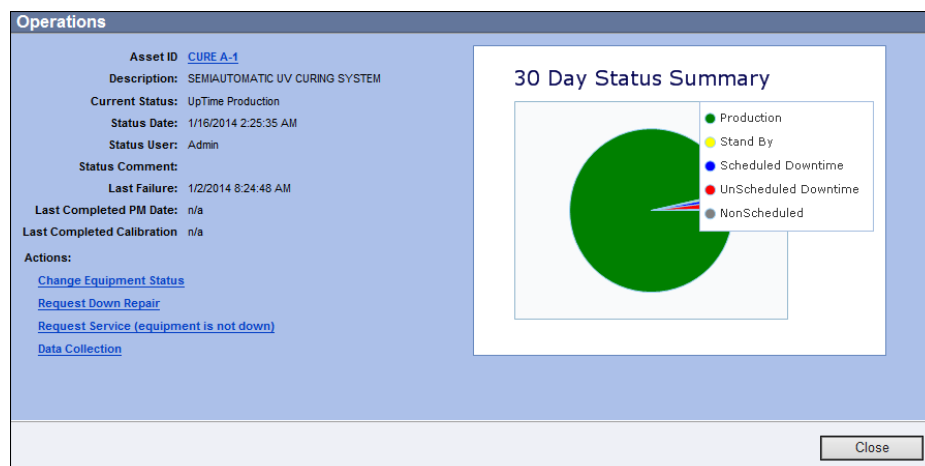 Operations
Asset ID CURE A-1
Description: SEMIAUTOMATIC UV CURING SYSTEM
Current Status: UpTime Production
Status Date: 1/16/2014 2:25:35 AM
Status User: Admin
Status Comment:
Last Failure: 1/2/2014 8:24:48 AM
Last Completed PM Date: n/a
Last Completed Calibration n/a
Actions:
Change Equipment Status
Request Down Repair
Request Service (equipment is not down)
Data Collection
30 Day Status Summary
Production
Stand By
Scheduled Downtime
UnScheduled Downtime
NonScheduled
Close